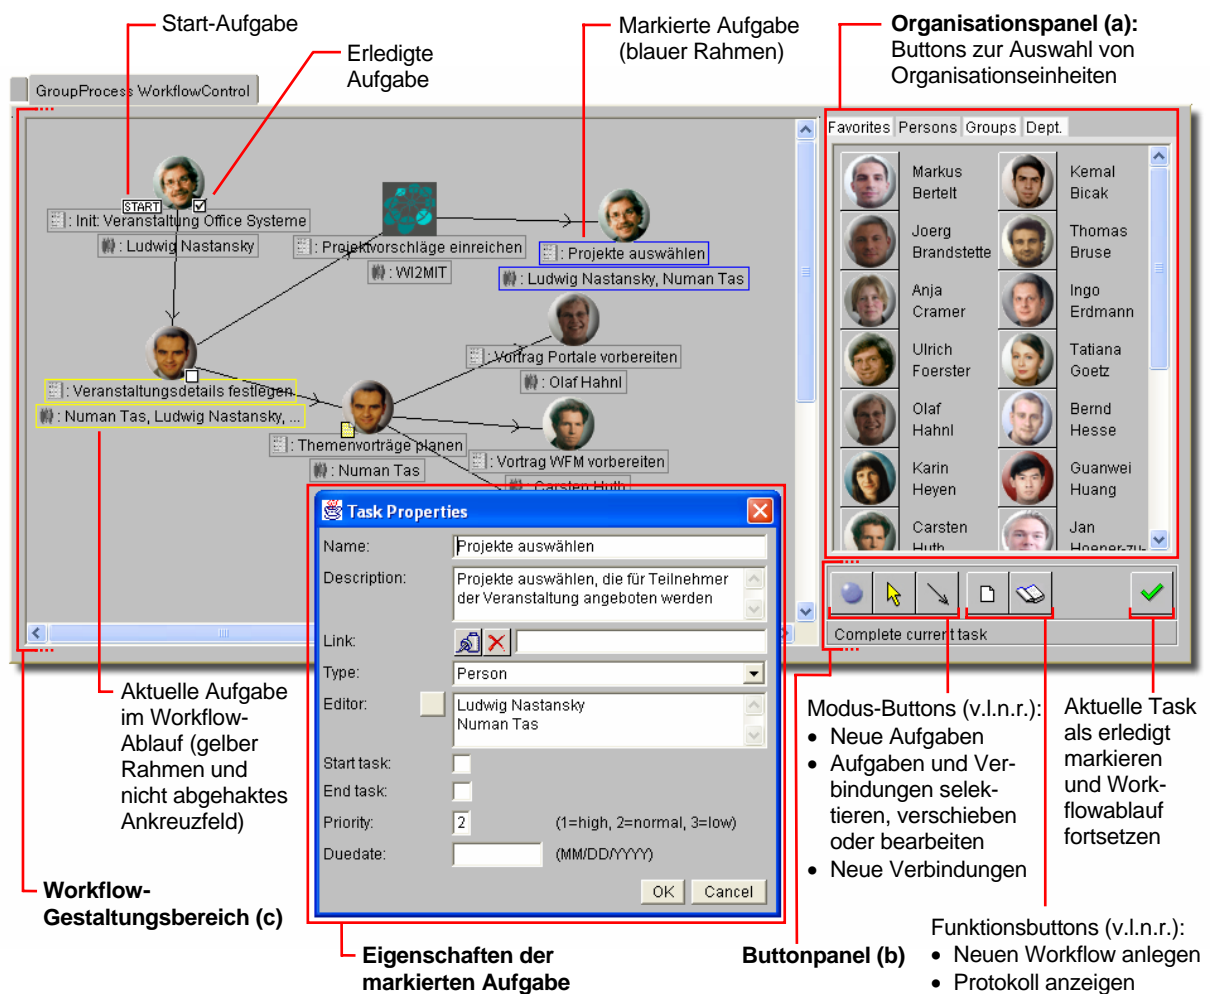 Start-Aufgabe
Erledigte
Aufgabe
Markierte Aufgabe
(blauer Rahmen)
Organisationspanel (a):
Buttons zur Auswahl von
Organisationseinheiten
GroupProcess WorkflowControl
START
: Init: Veranstaltung Office Systeme
: Ludwig Nastansky
: Projektvorschläge einreichen
: WI2MIT
: Projekte auswählen
: Ludwig Nastansky, Numan Tas
: Vortrag Portale vorbereiten
: Olaf Hahnl
: Veranstaltungsdetails festlegen
: Numan Tas, Ludwig Nastansky, ...
: Themenvorträge planen
: Numan Tas
: Vortrag WFM vorbereiten
: Carsten Huth
Favorites Persons Groups Dept.
Markus
Bertelt
Kemal
Bicak
Joerg
Brandstette
Thomas
Bruse
Anja
Cramer
Ingo
Erdmann
Ulrich
Foerster
Tatiana
Goetz
Olaf
Hahnl
Bernd
Hesse
Karin
Heyen
Guanwei
Huang
Carsten
Huth
Jan
Hoener-zu-
Complete current task
Task Properties
Name:
Projekte auswählen
Description:
Projekte auswählen, die für Teilnehmer
der Veranstaltung angeboten werden
Link:
Type:
Person
Editor:
Ludwig Nastansky
Numan Tas
Start task:
End task:
Priority:
2
(1=high, 2=normal, 3=low)
Duedate:
(MM/DD/YYYY)
OK
Cancel
Aktuelle Aufgabe
im Workflow-
Ablauf (gelber
Rahmen und
nicht abgehaktes
Ankreuzfeld)
Workflow-
Gestaltungsbereich (c)
Eigenschaften der
markierten Aufgabe
Buttonpanel (b)
Modus-Buttons (v.l.n.r.):
• Neue Aufgaben
• Aufgaben und Ver-
bindungen selek-
tieren, verschieben
oder bearbeiten
• Neue Verbindungen
Aktuelle Task
als erledigt
markieren
und Work-
flowablauf
fortsetzen
Funktionsbuttons (v.l.n.r.):
• Neuen Workflow anlegen
• Protokoll anzeigen